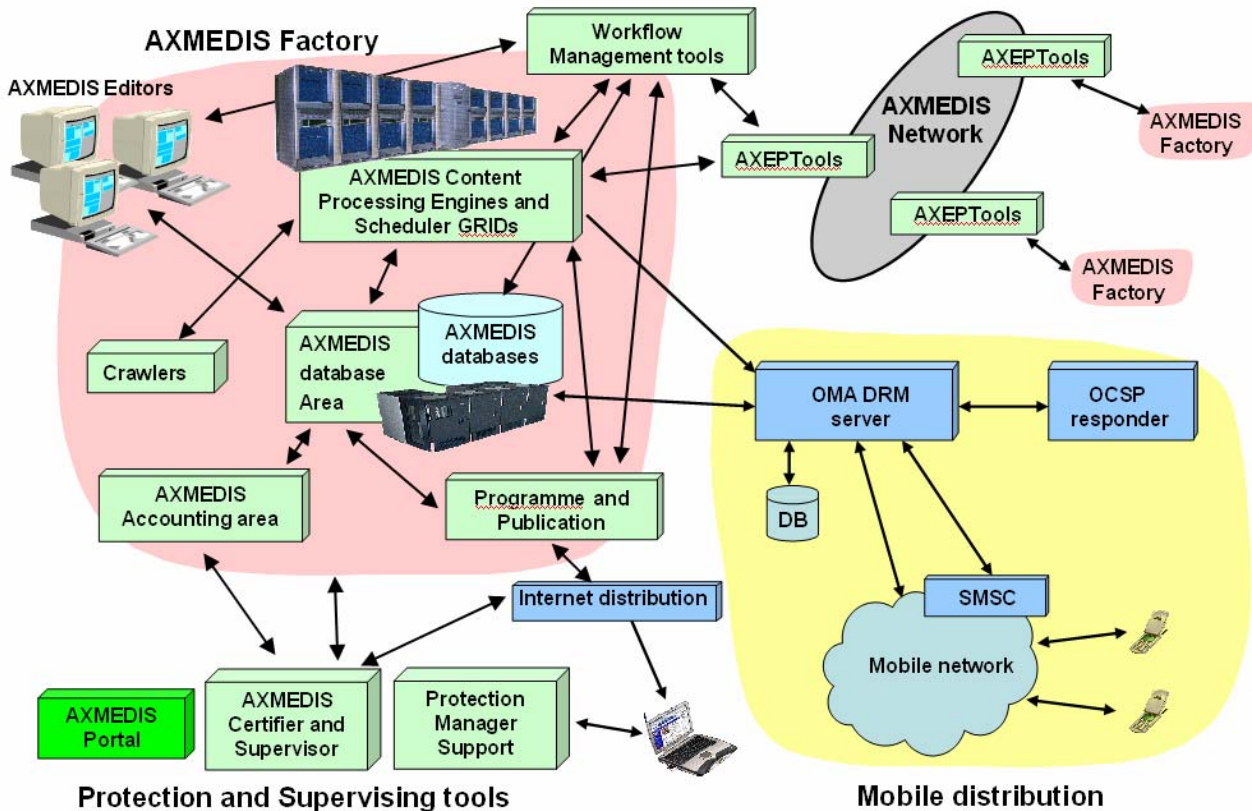 AXMEDIS Factory
Workflow
Management tools
AXEPTools
AXMEDIS Editors
AXMEDIS
Network
AXMEDIS
Factory
AXEPTools
AXMEDIS Content
Processing Engines and
Scheduler GRIDs
AXEPTools
AXMEDIS
Factory
Crawlers
AXMEDIS
database
Area
AXMEDIS
databases
OMA DRM
server
OCSP
responder
AXMEDIS
Accounting area
Programme and
Publication
DB
Internet distribution
SMSC
Mobile network
AXMEDIS
Portal
AXMEDIS
Certifier and
Supervisor
Protection
Manager
Support
Protection and Supervising tools
Mobile distribution